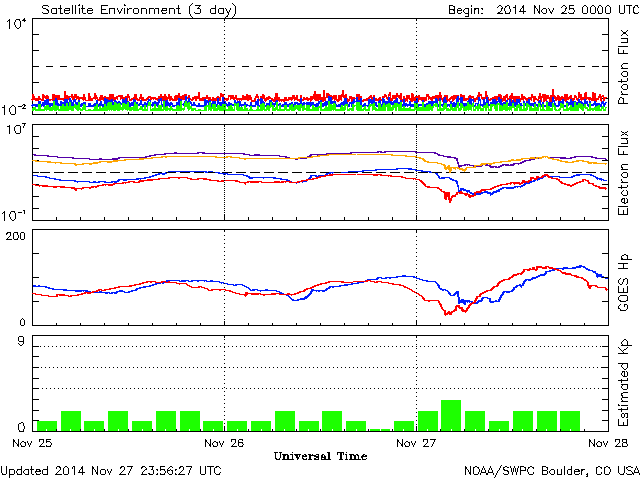 Satellite Environment (3 day) Begin: 2014 Nov 25 0000 UTC
10^4
10^-2
Proton Flux
10^7
10^-1
Electron Flux
200
0
GOES Hp
9
0
Estimated Kp
Nov 25 Nov 26 Nov 27 Nov 28
Universal Time
Updated 2014 Nov 27 23:56:27 UTC NOAA/SWPC Boulder, CO USA